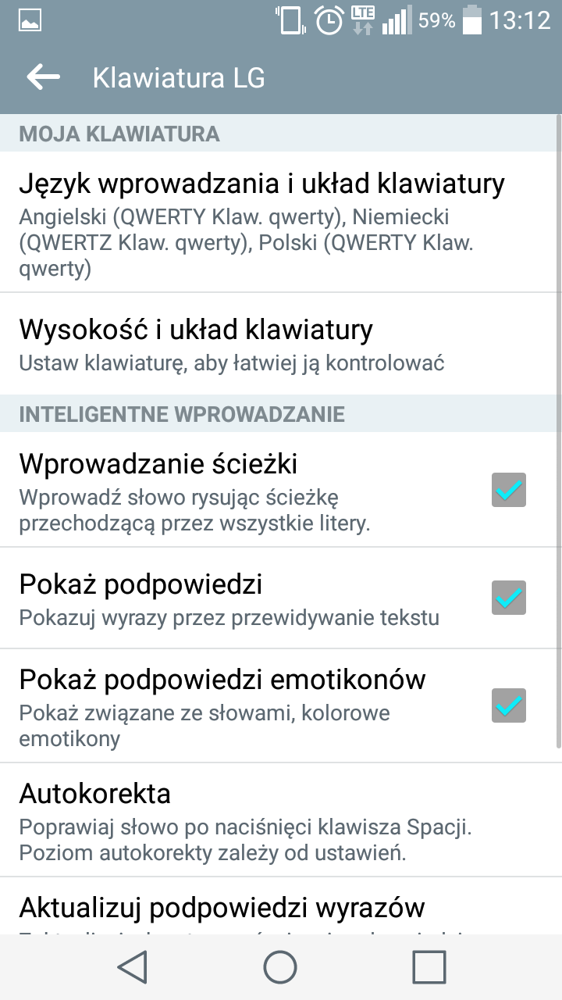 LTE 59% 13:12
Klawiatura LG
MOJA KLAWIATURA
Język wprowadzania i układ klawiatury
Angielski (QWERTY Klaw. qwerty), Niemiecki
(QWERTZ Klaw. qwerty), Polski (QWERTY Klaw.
qwerty)
Wysokość i układ klawiatury
Ustaw klawiaturę, aby łatwiej ją kontrolować
INTELIGENTNE WPROWADZANIE
Wprowadzanie ścieżki
Wprowadź słowo rysując ścieżkę
przechodzącą przez wszystkie litery.
Pokaż podpowiedzi
Pokazuj wyrazy przez przewidywanie tekstu
Pokaż podpowiedzi emotikonów
Pokaż związane ze słowami, kolorowe
emotikony
Autokorekta
Poprawiaj słowo po naciśnięci klawisza Spacji.
Poziom autokorekty zależy od ustawień.
Aktualizuj podpowiedzi wyrazów